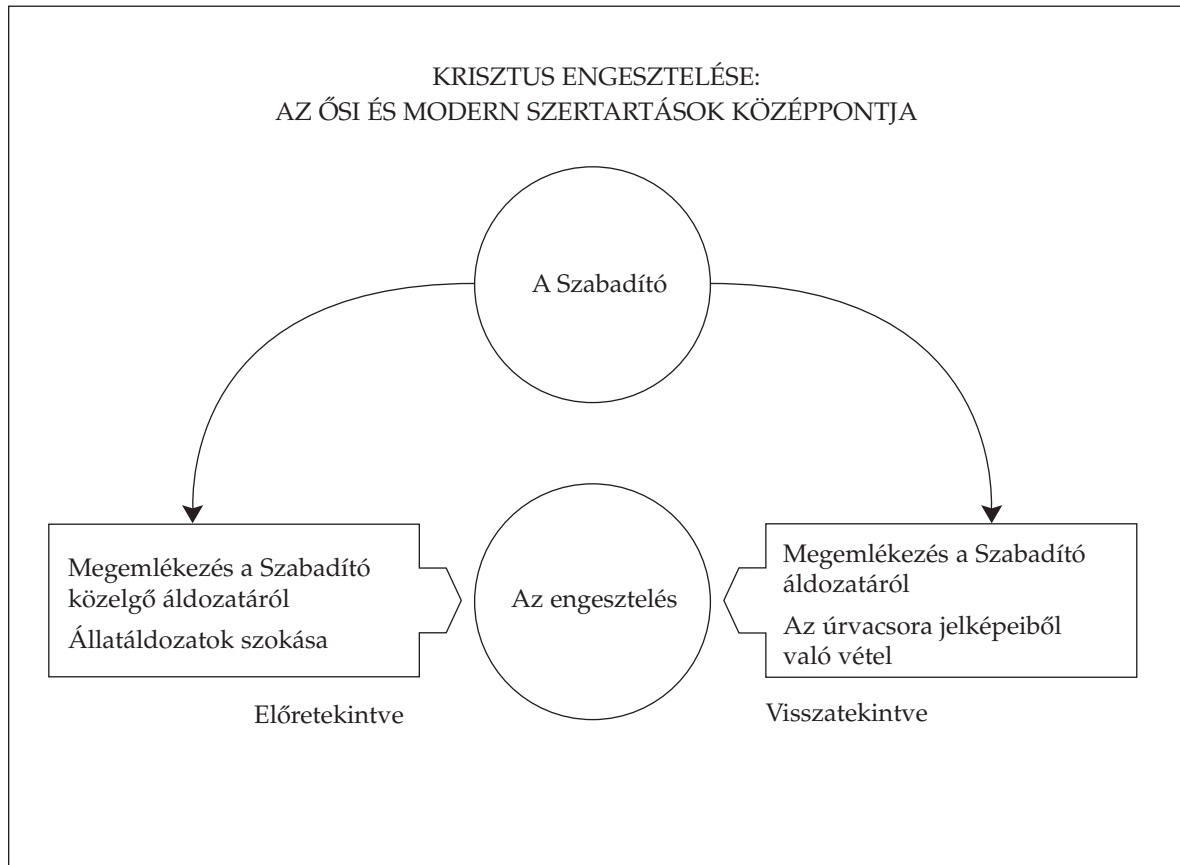 KRISZTUS ENGESZTELÉSE:
AZ ŐSI ÉS MODERN SZERTARTÁSOK KÖZÉPPONTJA
A Szabadító
Megemlékezés a Szabadító
közelgő áldozatáról
Állatáldozatok szokása
Előretekintve
Az engesztelés
Megemlékezés a Szabadító
áldozatáról
Az úrvacsora jelképeiből
való vétel
Visszatekintve